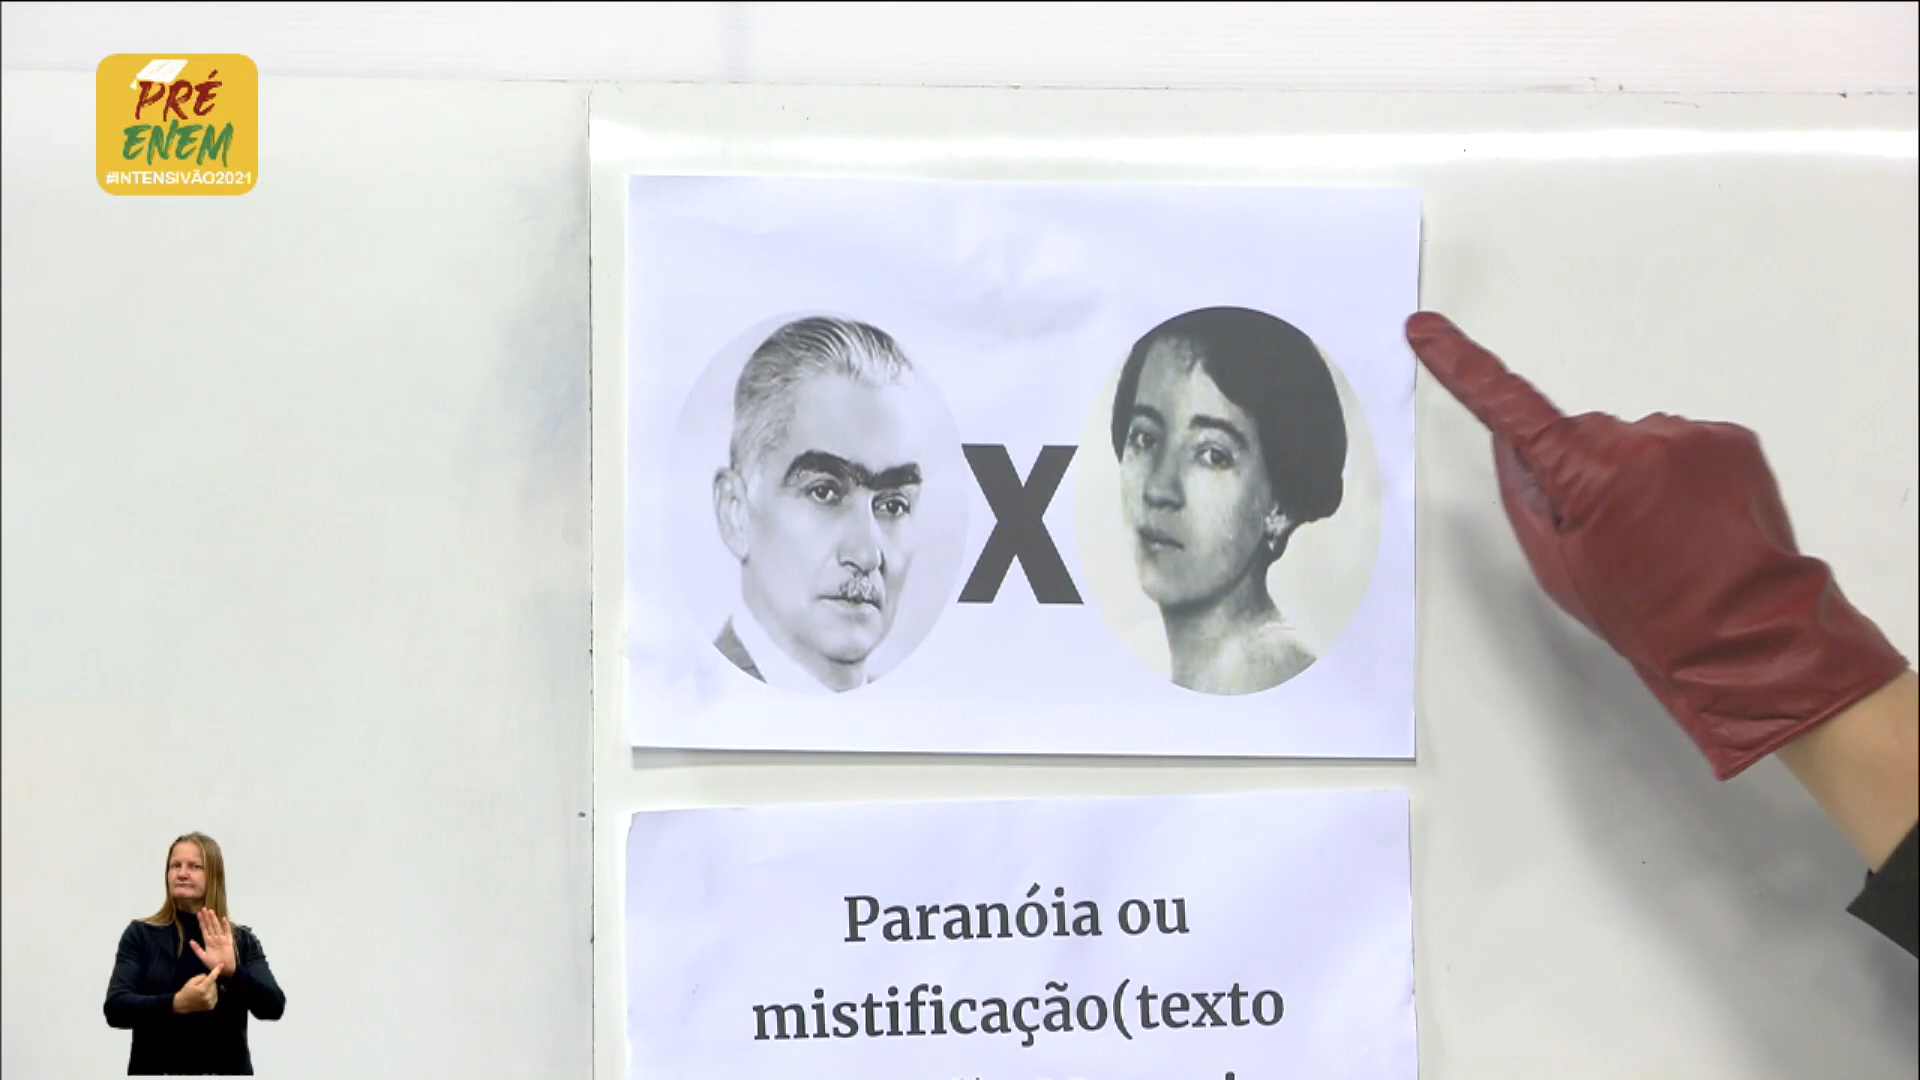 PRÉ
ENEM
#INTENSIVÃO2021
X
Paranóia ou
mistificação(texto